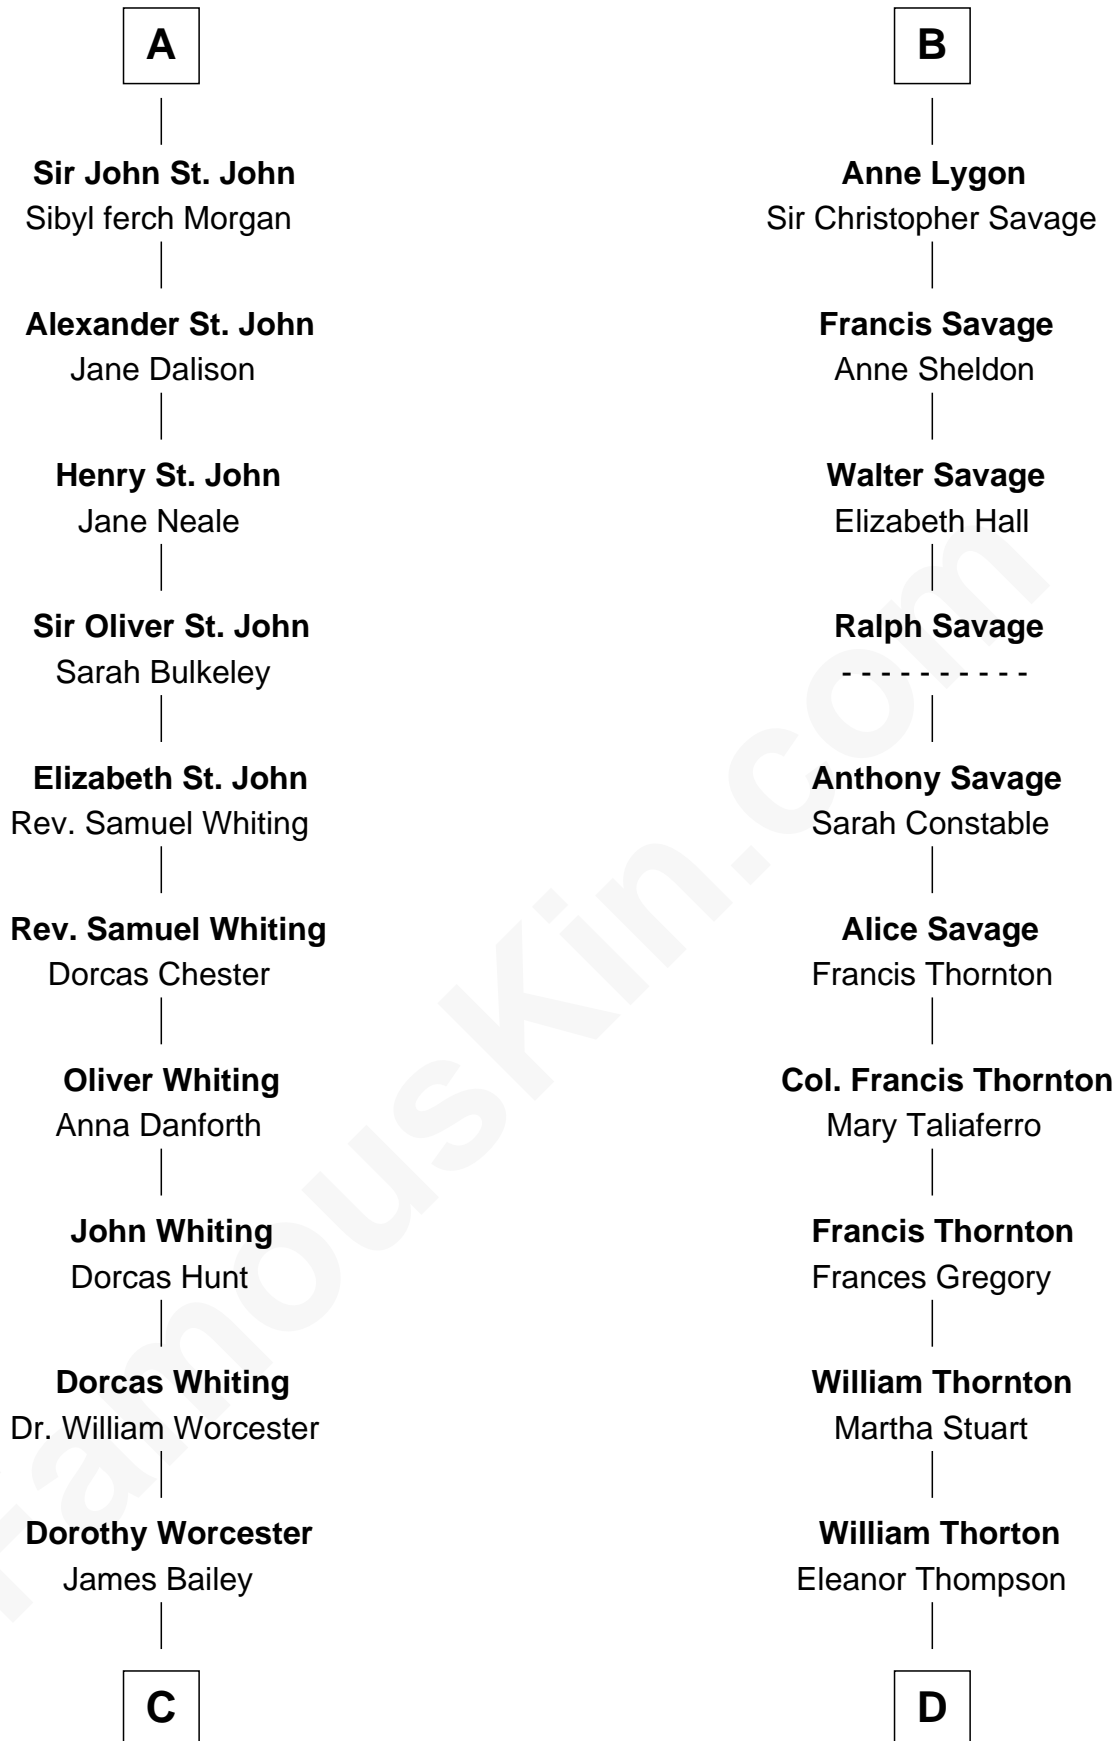 A
Sir John St. John
Sibyl ferch Morgan
Alexander St. John
Jane Dalison
Henry St. John
Jane Neale
Sir Oliver St. John
Sarah Bulkeley
Elizabeth St. John
Rev. Samuel Whiting
Rev. Samuel Whiting
Dorcas Chester
Oliver Whiting
Anna Danforth
John Whiting
Dorcas Hunt
Dorcas Whiting
Dr. William Worcester
Dorothy Worcester
James Bailey
C
B
Anne Lygon
Sir Christopher Savage
Francis Savage
Anne Sheldon
Walter Savage
Elizabeth Hall
Ralph Savage
- - - - - - - - - -
Anthony Savage
Sarah Constable
Alice Savage
Francis Thornton
Col. Francis Thornton
Mary Taliaferro
Francis Thornton
Frances Gregory
William Thornton
Martha Stuart
William Thorton
Eleanor Thompson
D
FamousKin.com